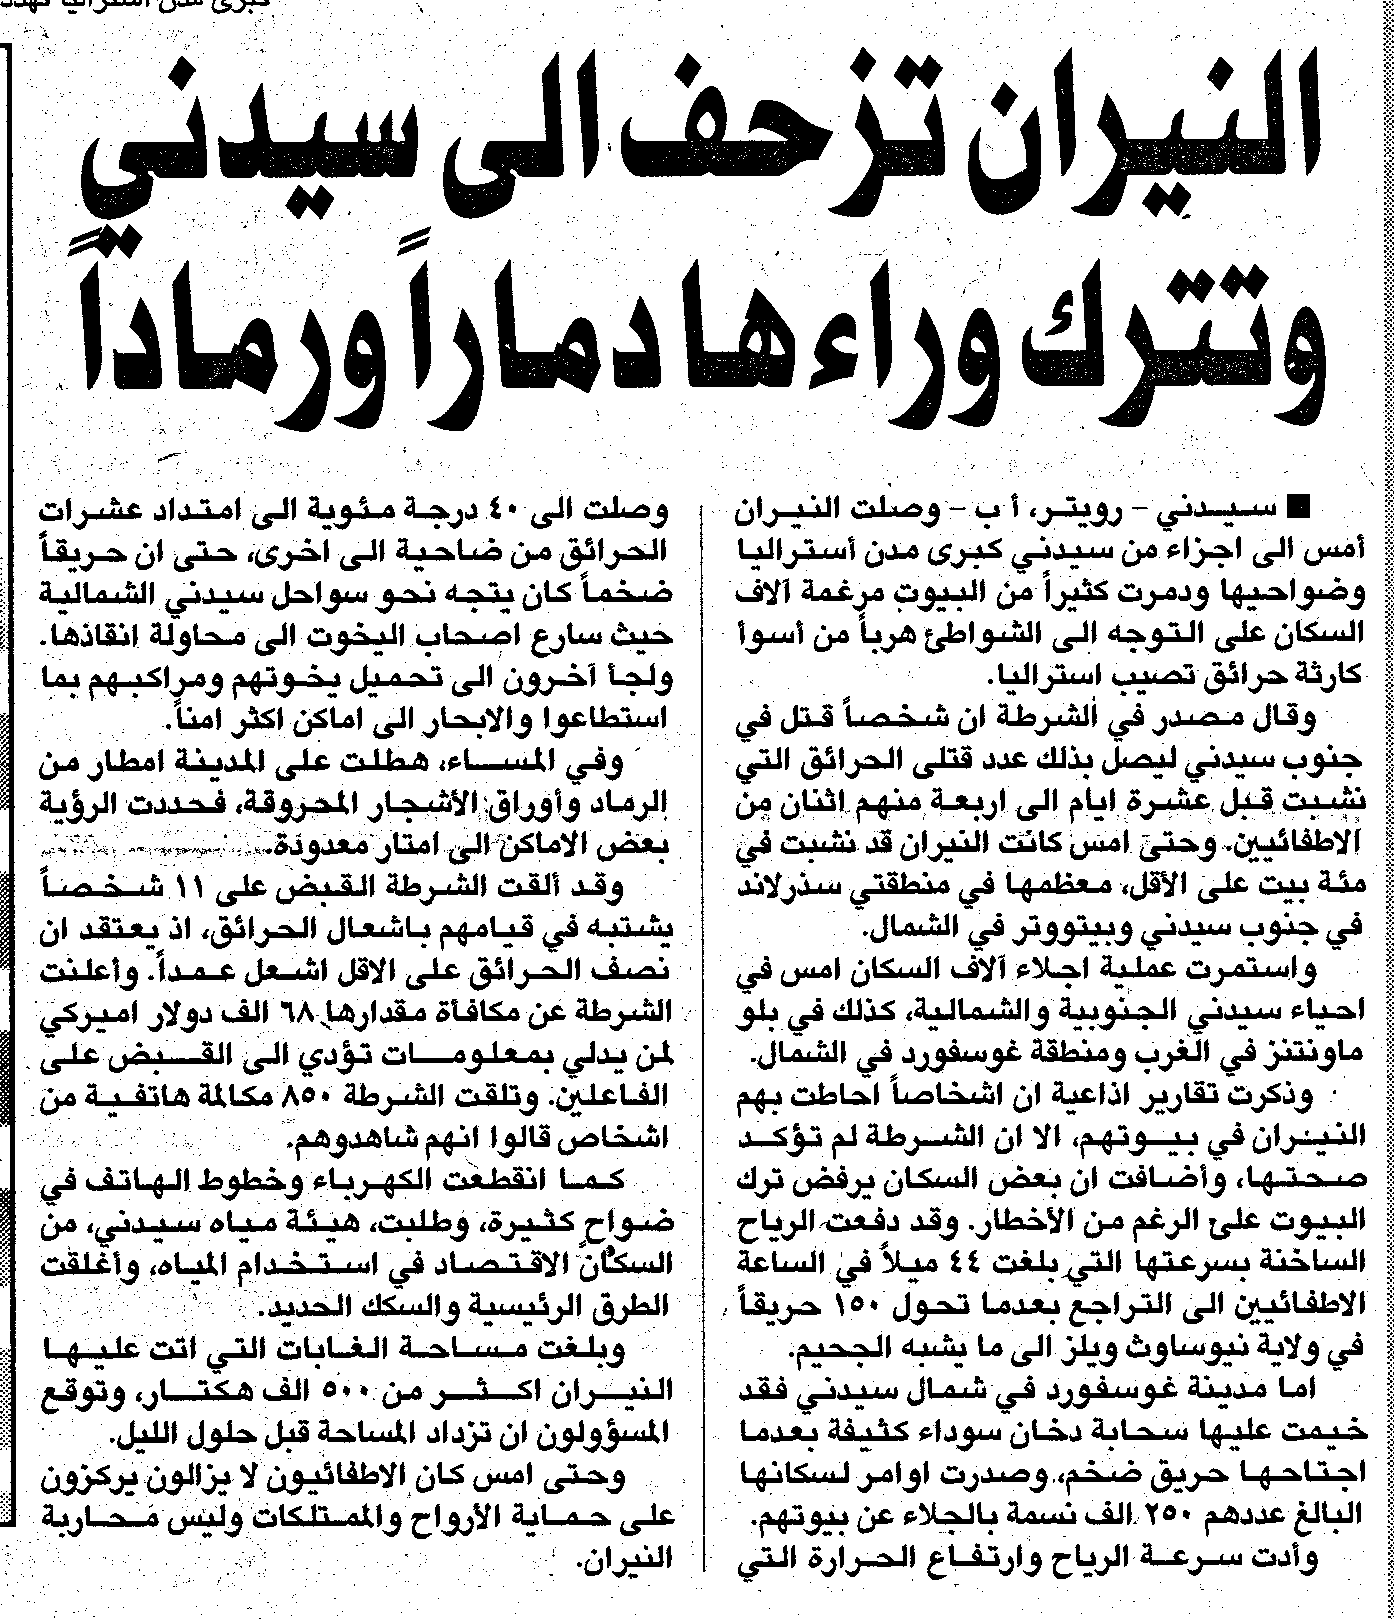 النيران تزحف الى سيدني
وتترك وراءها دماراً ورماداً
■ سيدني - رويتر، أ ب - وصلت النيران
أمس الى اجزاء من سيدني كبرى مدن أستراليا
وضواحيها ودمرت كثيراً من البيوت مرغمة آلاف
السكان على التوجه الى الشواطئ هرباً من أسوأ
كارثة حرائق تصيب استراليا.
وقال مصدر في الشرطة ان شخصاً قتل في
جنوب سيدني ليصل بذلك عدد قتلى الحرائق التي
نشبت قبل عشرة ايام الى اربعة منهم اثنان من
الاطفائيين. وحتى امس كانت النيران قد نشبت في
مئة بيت على الأقل، معظمها في منطقتي سذرلاند
في جنوب سيدني وبيتووتر في الشمال.
واستمرت عملية اجلاء آلاف السكان امس في
احياء سيدني الجنوبية والشمالية، كذلك في بلو
ماونتنز في الغرب ومنطقة غوسفورد في الشمال.
وذكرت تقارير اذاعية ان اشخاصاً احاطت بهم
النيران في بيوتهم، الا ان الشرطة لم تؤكد
صحتها، وأضافت ان بعض السكان يرفض ترك
البيوت على الرغم من الأخطار. وقد دفعت الرياح
الساخنة بسرعتها التي بلغت ٤٤ ميلاً في الساعة
الاطفائيين الى التراجع بعدما تحول ١٥٠ حريقاً
في ولاية نيوساوث ويلز الى ما يشبه الجحيم.
اما مدينة غوسفورد في شمال سيدني فقد
خيمت عليها سحابة دخان سوداء كثيفة بعدما
اجتاحها حريق ضخم، وصدرت اوامر لسكانها
البالغ عددهم ٢٥٠ الف نسمة بالجلاء عن بيوتهم.
وأدت سرعة الرياح وارتفاع الحرارة التي
وصلت الى ٤٠ درجة مئوية الى امتداد عشرات
الحرائق من ضاحية الى اخرى، حتى ان حريقاً
ضخماً كان يتجه نحو سواحل سيدني الشمالية
حيث سارع اصحاب اليخوت الى محاولة انقاذها.
ولجأ آخرون الى تحميل يخوتهم ومراكبهم بما
استطاعوا والابحار الى اماكن اكثر امناً.
وفي المساء، هطلت على المدينة امطار من
الرماد وأوراق الأشجار المحروقة، فحددت الرؤية
بعض الاماكن الى امتار معدودة.
وقد ألقت الشرطة القبض على ١١ شخصاً
يشتبه في قيامهم باشعال الحرائق، اذ يعتقد ان
نصف الحرائق على الاقل اشعل عمداً. وأعلنت
الشرطة عن مكافأة مقدارها ٦٨ الف دولار اميركي
لمن يدلي بمعلومات تؤدي الى القبض على
الفاعلين. وتلقت الشرطة ٨٥٠ مكالمة هاتفية من
اشخاص قالوا انهم شاهدوهم.
كما انقطعت الكهرباء وخطوط الهاتف في
ضواح كثيرة، وطلبت، هيئة مياه سيدني، من
السكان الاقتصاد في استخدام المياه، وأغلقت
الطرق الرئيسية والسكك الحديد.
وبلغت مساحة الغابات التي اتت عليها
النيران اكثر من ٥٠٠ الف هكتار، وتوقع
المسؤولون ان تزداد المساحة قبل حلول الليل.
وحتى امس كان الاطفائيون لا يزالون يركزون
على حماية الأرواح والممتلكات وليس محاربة
النيران.